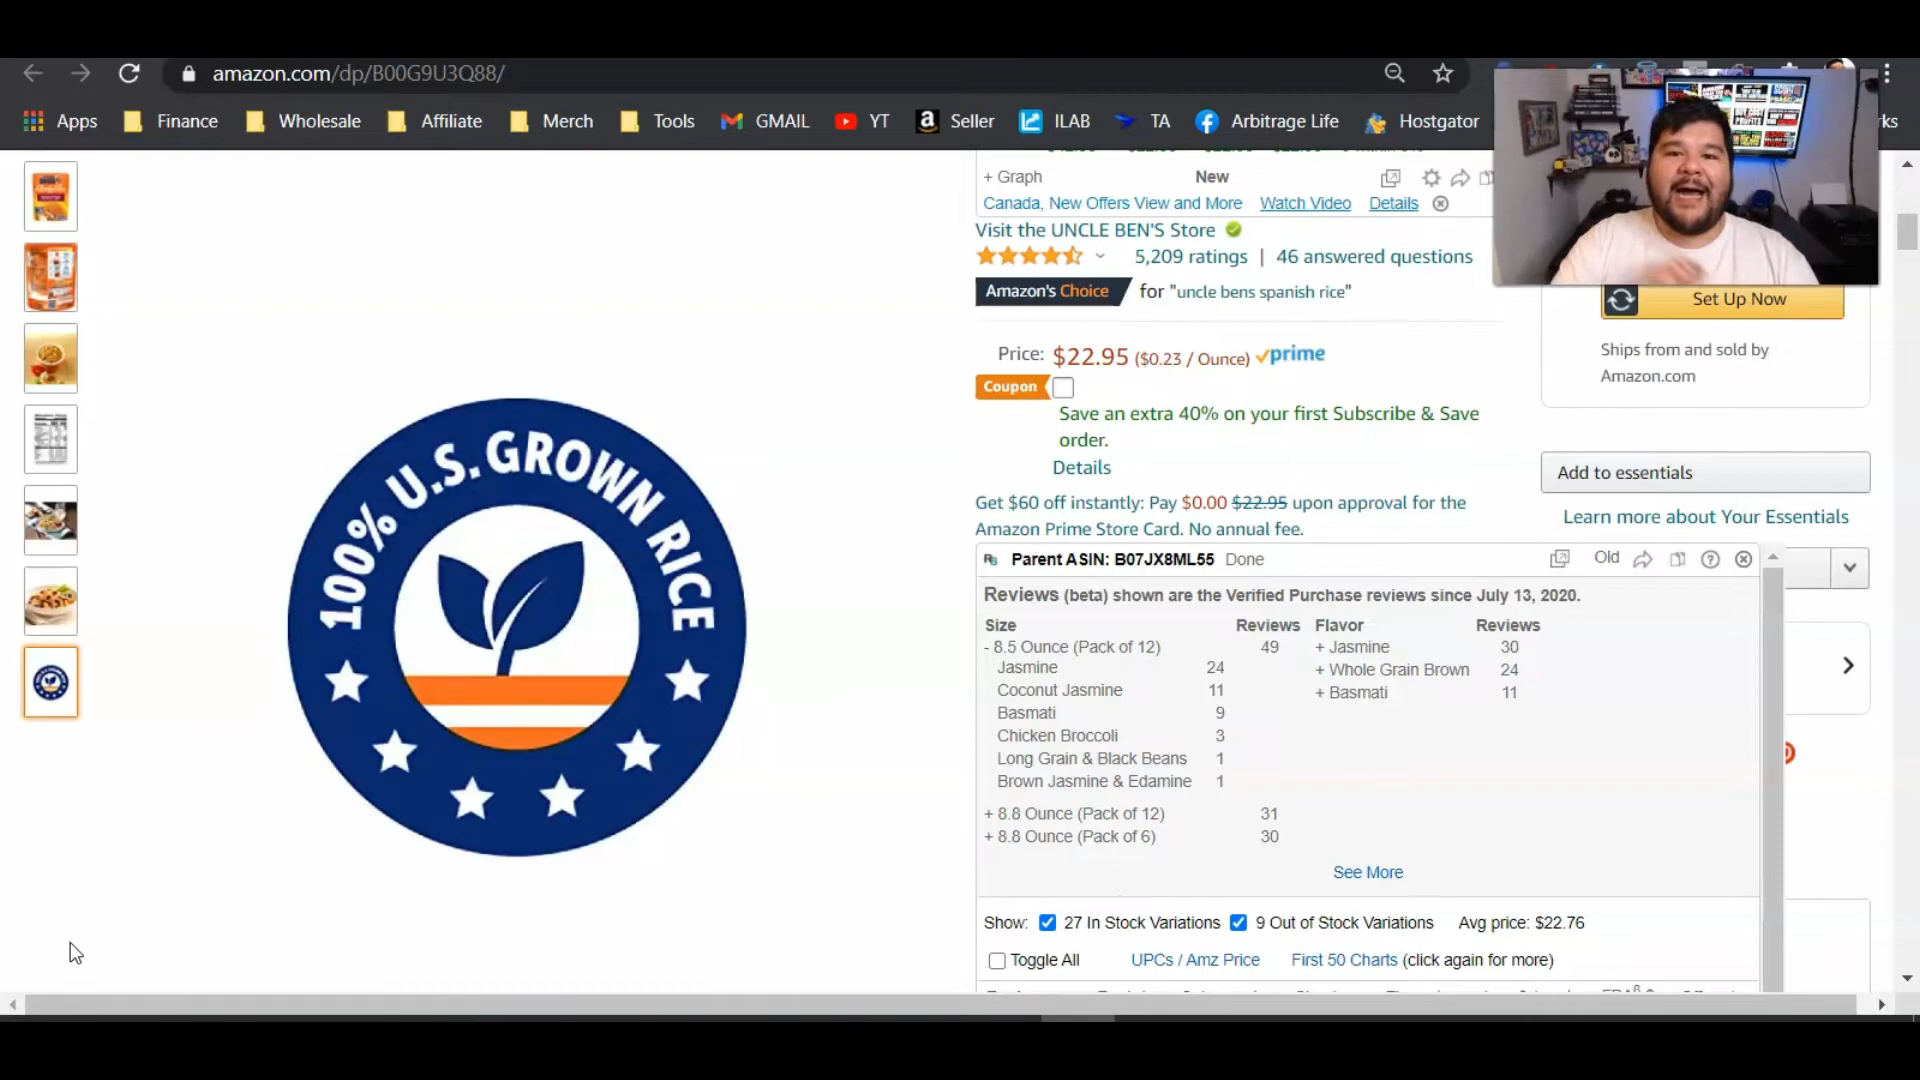 amazon.com/dp/B00G9U3Q88/
Apps Finance Wholesale Affiliate Merch Tools GMAIL YT Seller ILAB TA Arbitrage Life Hostgator
+ Graph New
Canada, New Offers View and More Watch Video Details
Visit the UNCLE BEN'S Store
5,209 ratings | 46 answered questions
Amazon's Choice for "uncle bens spanish rice"
Price: $22.95 ($0.23 / Ounce) prime
Coupon
Save an extra 40% on your first Subscribe & Save
order.
Details
Get $60 off instantly: Pay $0.00 $22.95 upon approval for the
Amazon Prime Store Card. No annual fee.
Set Up Now
Ships from and sold by
Amazon.com
Add to essentials
Learn more about Your Essentials
100% U.S. GROWN RICE
Parent ASIN: B07JX8ML55 Done Old
Reviews (beta) shown are the Verified Purchase reviews since July 13, 2020.
Size Reviews Flavor Reviews
- 8.5 Ounce (Pack of 12) 49 + Jasmine 30
Jasmine 24 + Whole Grain Brown 24
Coconut Jasmine 11 + Basmati 11
Basmati 9
Chicken Broccoli 3
Long Grain & Black Beans 1
Brown Jasmine & Edamine 1
+ 8.8 Ounce (Pack of 12) 31
+ 8.8 Ounce (Pack of 6) 30
See More
Show: 27 In Stock Variations 9 Out of Stock Variations Avg price: $22.76
Toggle All UPCs / Amz Price First 50 Charts (click again for more)